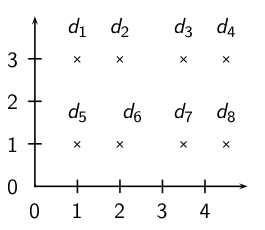 d₁ d₂ d₃ d₄
3 × × × ×
2
d₅ d₆ d₇ d₈
1 × × × ×
0
0 1 2 3 4